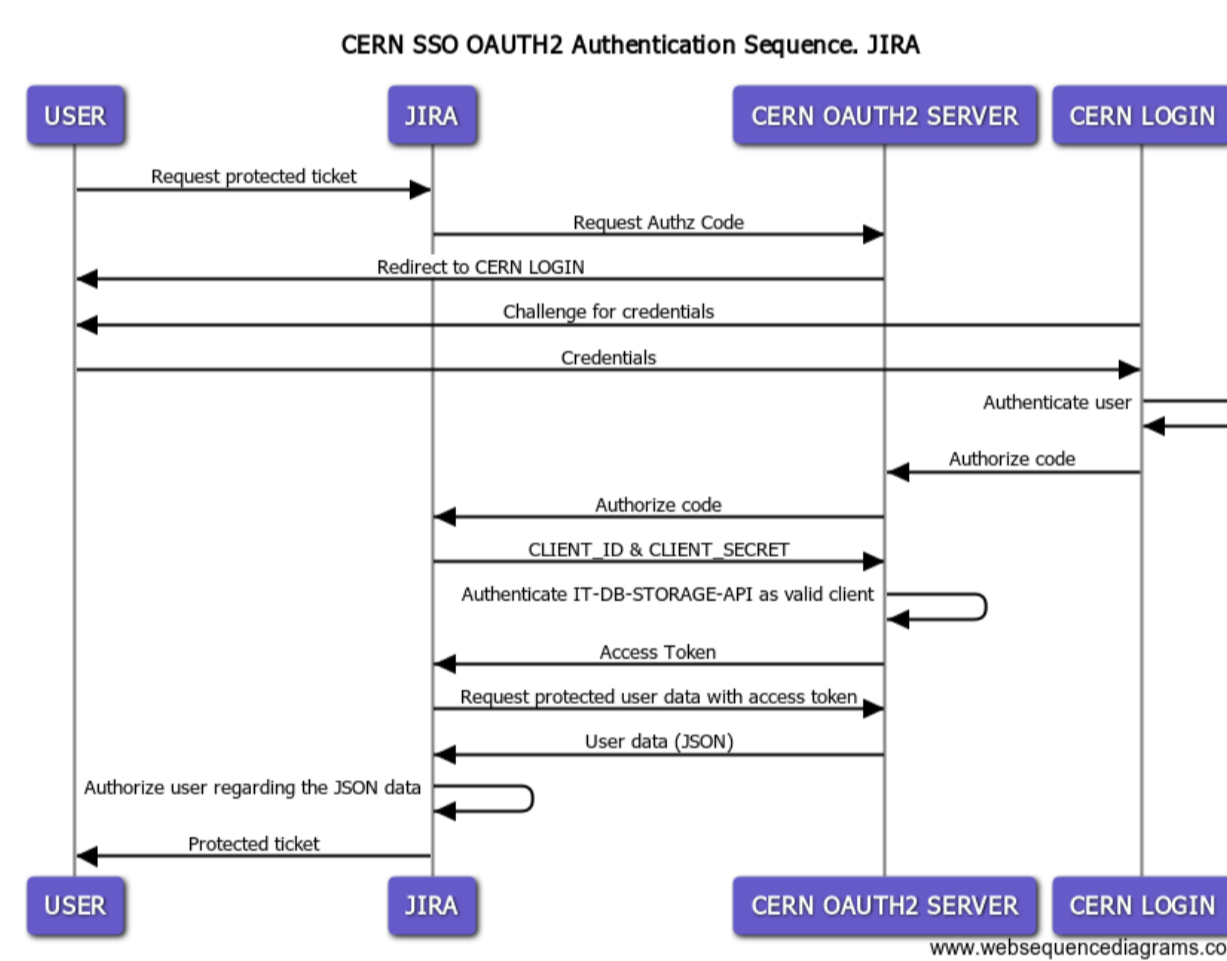 CERN SSO OAUTH2 Authentication Sequence. JIRA
USER
JIRA
CERN OAUTH2 SERVER
CERN LOGIN
Request protected ticket
Request Authz Code
Redirect to CERN LOGIN
Challenge for credentials
Credentials
Authenticate user
Authorize code
Authorize code
CLIENT_ID & CLIENT_SECRET
Authenticate IT-DB-STORAGE-API as valid client
Access Token
Request protected user data with access token
User data (JSON)
Authorize user regarding the JSON data
Protected ticket
USER
JIRA
CERN OAUTH2 SERVER
CERN LOGIN
www.websequencediagrams.co